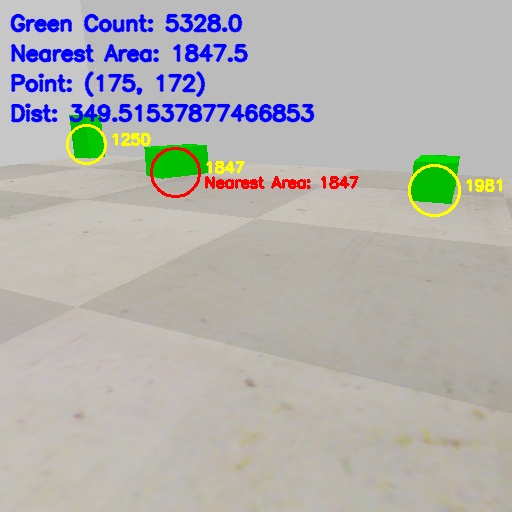 Green Count: 5328.0
Nearest Area: 1847.5
Point: (175, 172)
Dist: 349.51537877466853
1250
1847
Nearest Area: 1847
1981